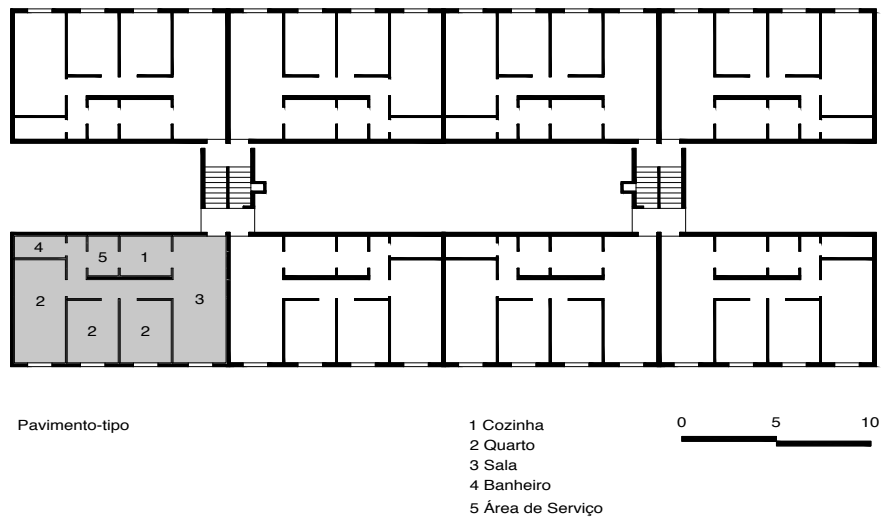 4
5
1
2
3
2
2
Pavimento-tipo
1 Cozinha
2 Quarto
3 Sala
4 Banheiro
5 Área de Serviço
0 5 10